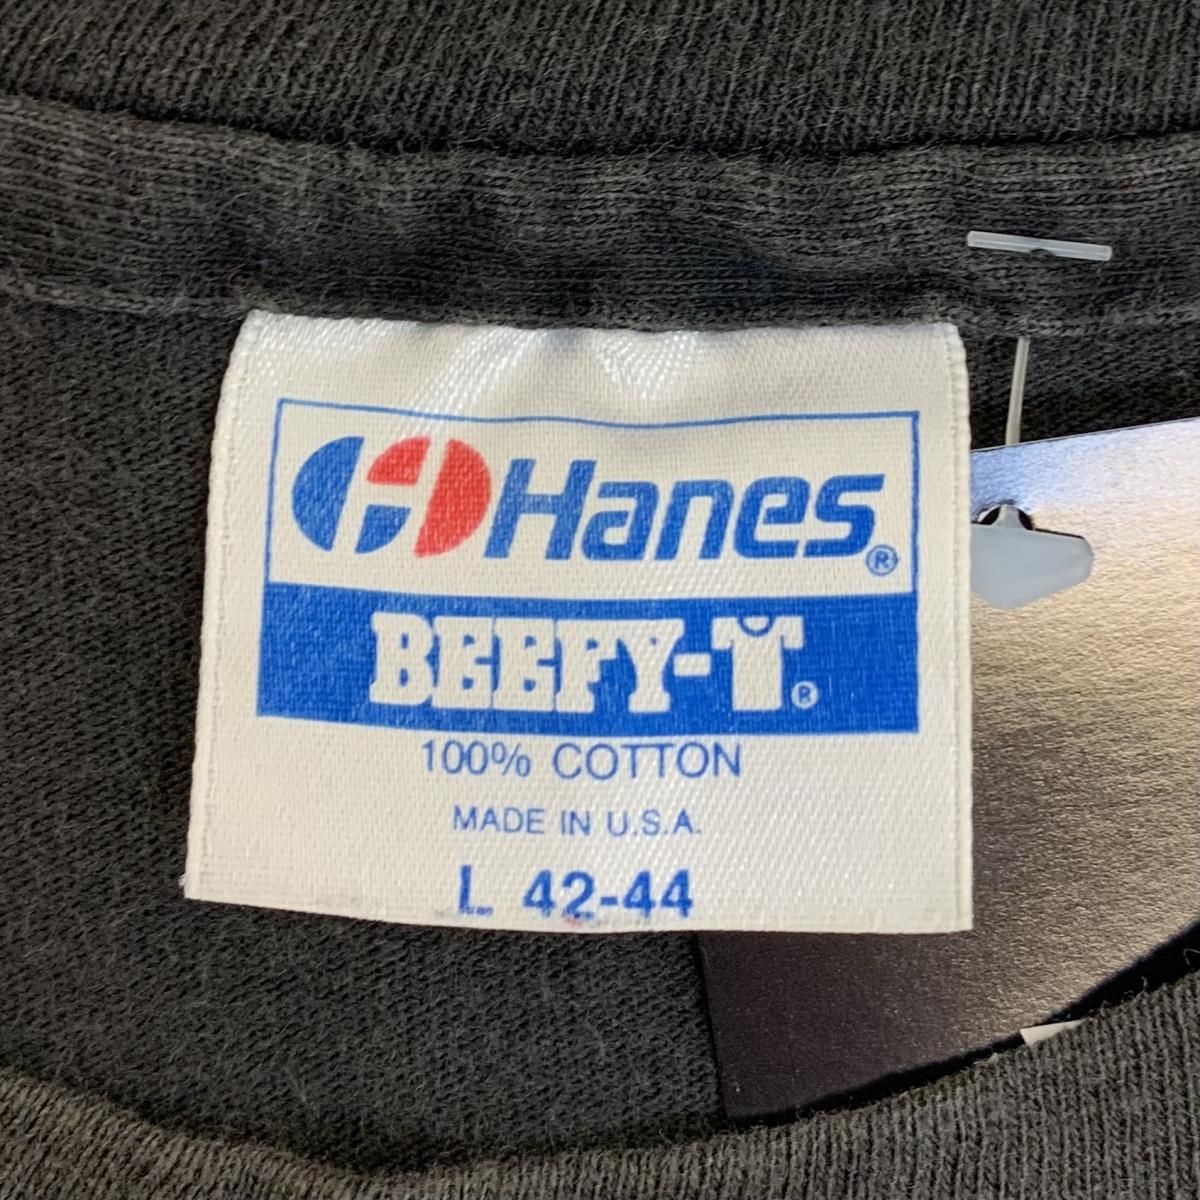 Hanes®
BEEFY-T®
100% COTTON
MADE IN U.S.A.
L 42-44